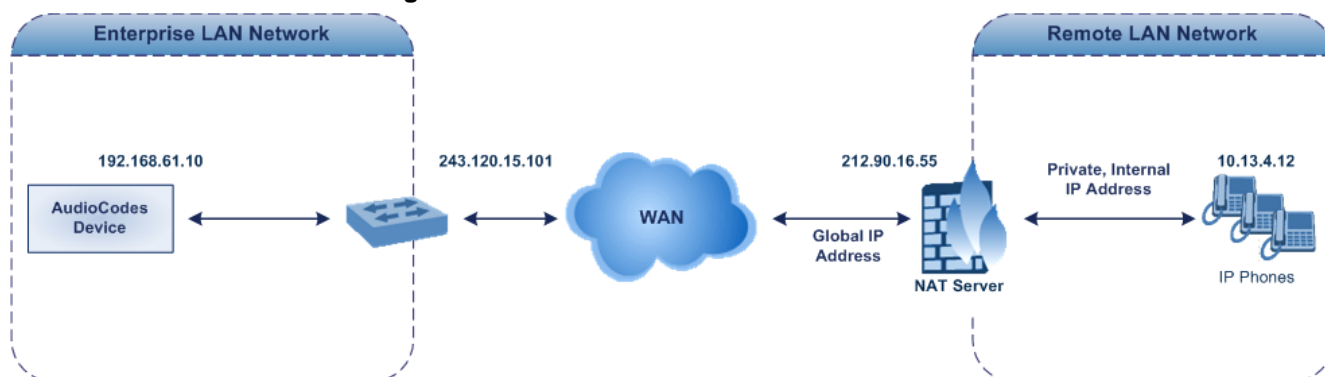 Enterprise LAN Network
Remote LAN Network
192.168.61.10
243.120.15.101
212.90.16.55
Private, Internal
IP Address
10.13.4.12
AudioCodes
Device
WAN
Global IP
Address
NAT Server
IP Phones